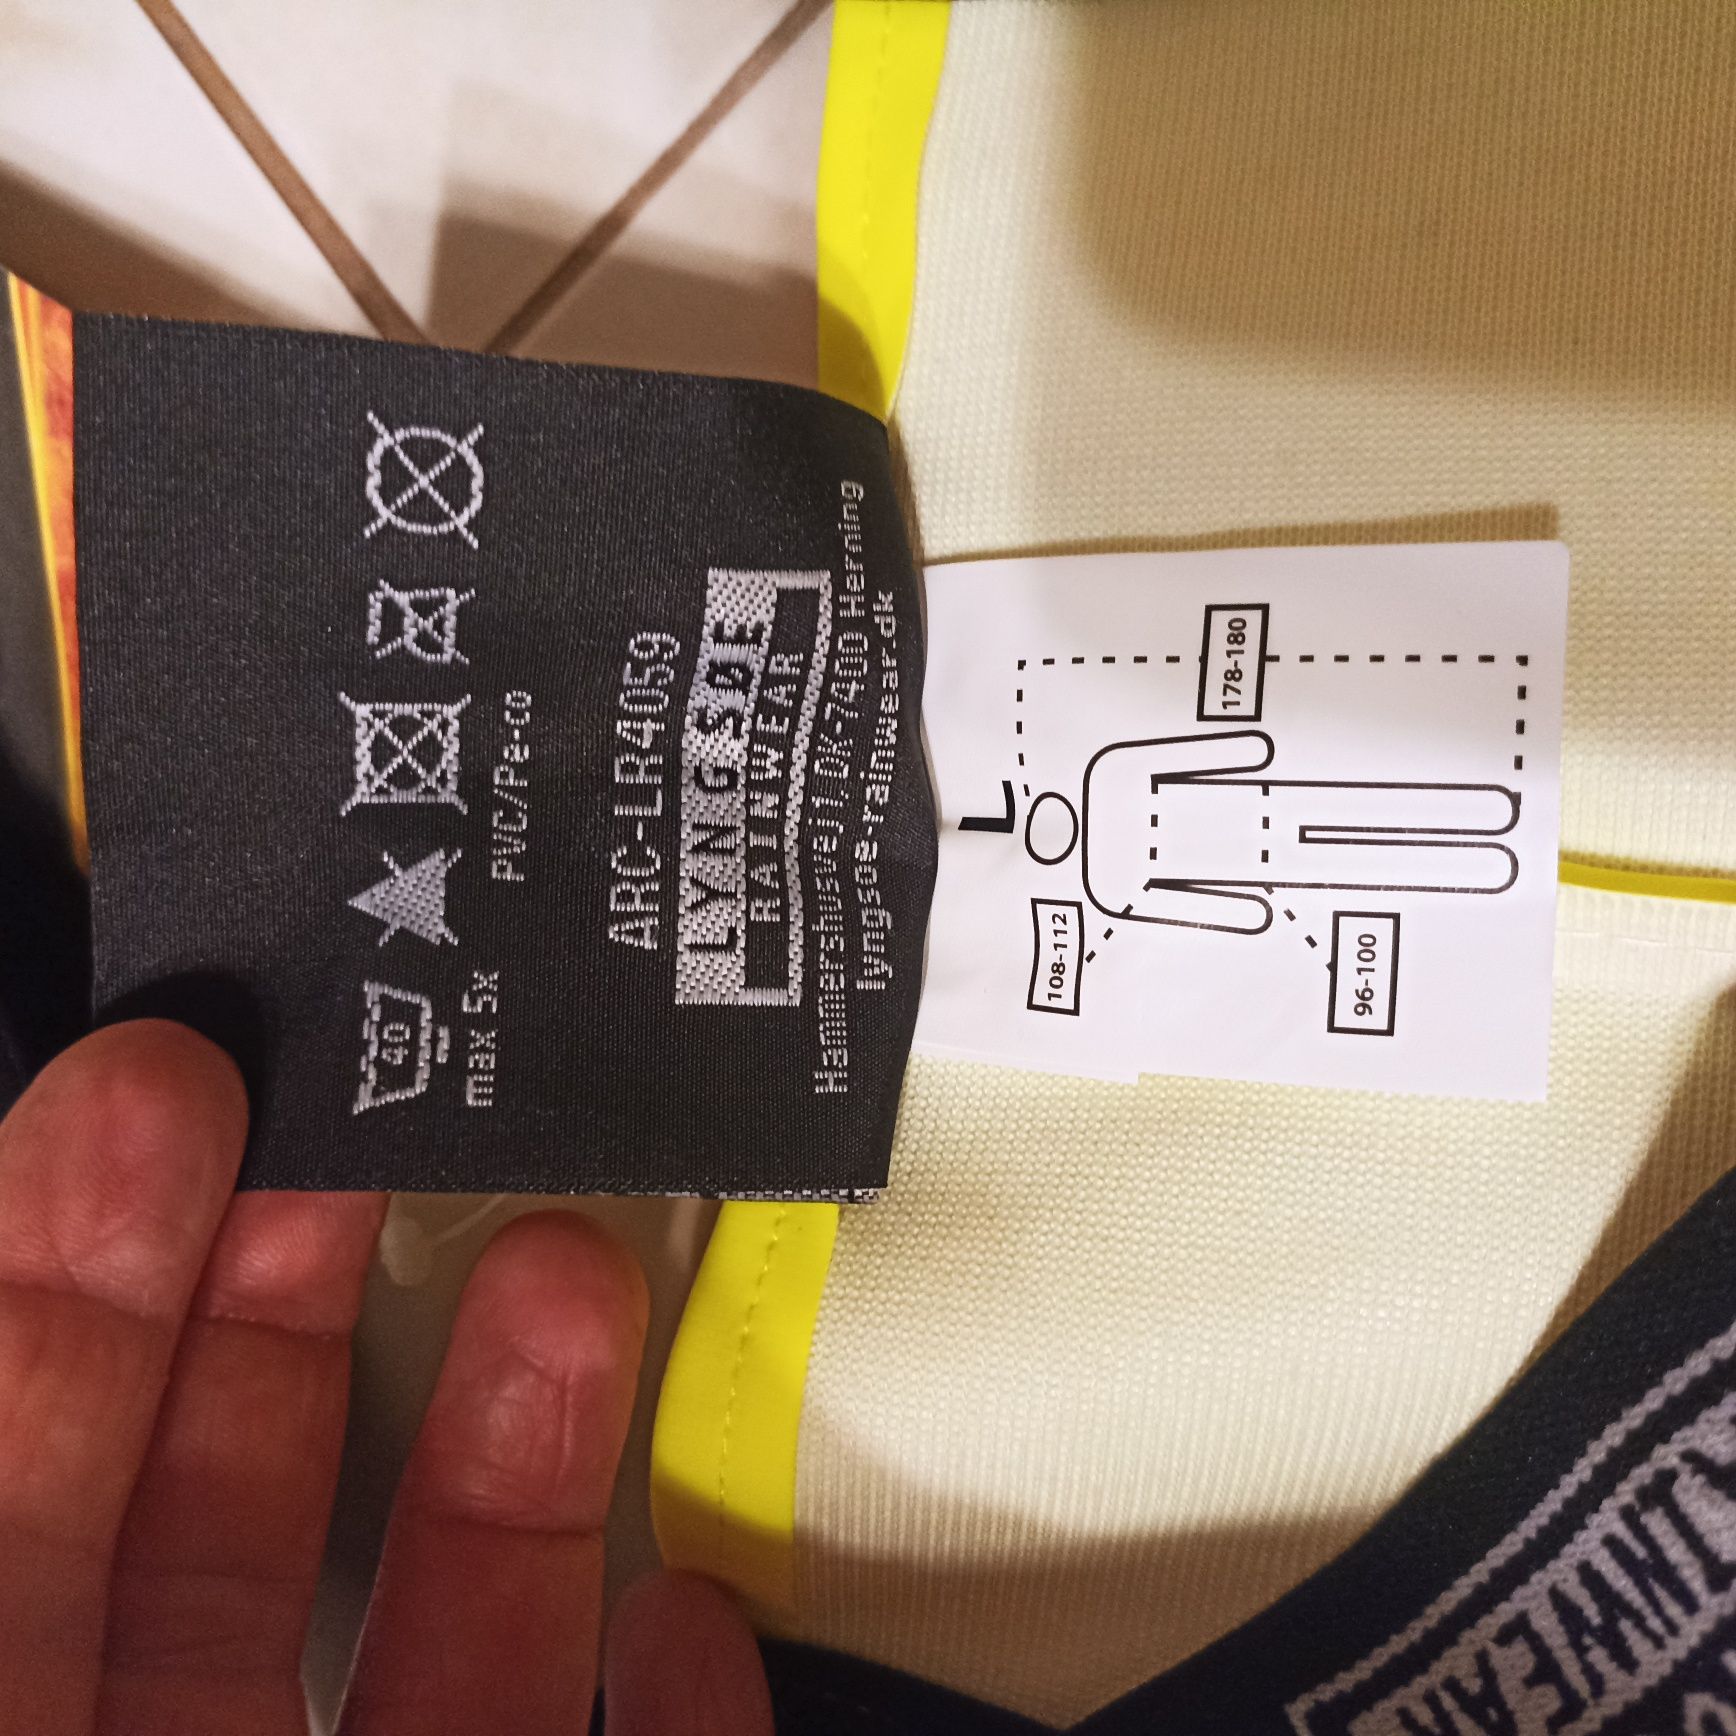 40
max 5x
PVC/Pe-co
ARC-LR4059
LYNGSØE
RAINWEAR
Hammershusvej 1, DK-7400 Herning
lyngsoe-rainwear.dk
L
108-112
178-180
96-100